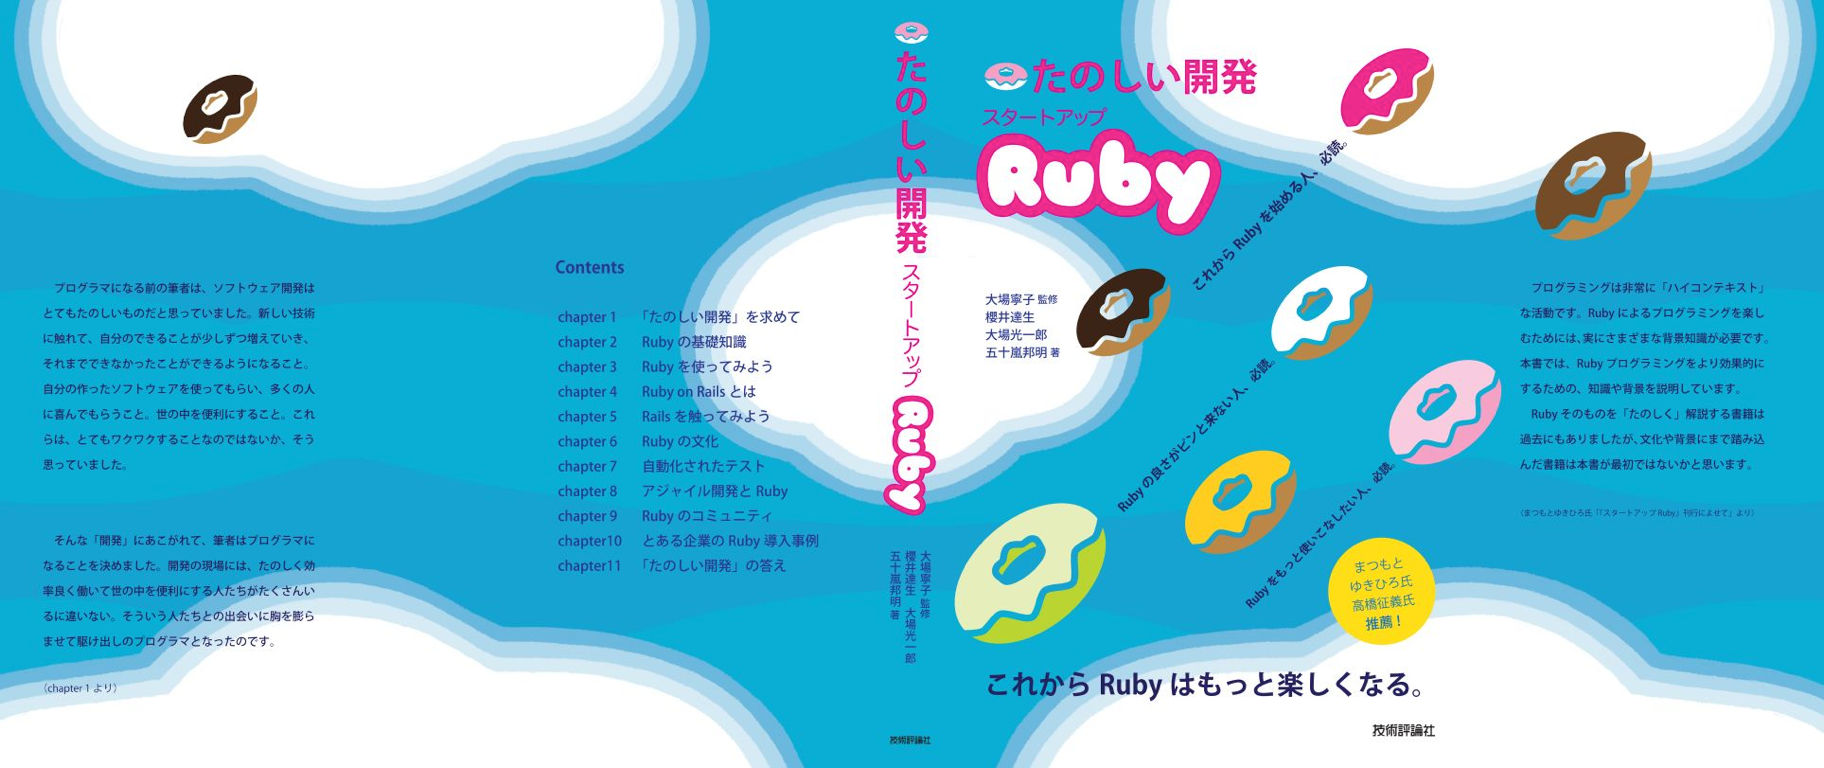 プログラマになる前の筆者は、ソフトウェア開発は
とてもたのしいものだと思っていました。新しい技術
に触れて、自分のできることが少しずつ増えていき、
それまでできなかったことができるようになること。
自分の作ったソフトウェアを使ってもらい、多くの人
に喜んでもらうこと。世の中を便利にすること。これ
らは、とてもワクワクすることなのではないか、そう
思っていました。
そんな「開発」にあこがれて、筆者はプログラマに
なることを決めました。開発の現場には、たのしく効
率良く働いて世の中を便利にする人たちがたくさんい
るに違いない。そういう人たちとの出会いに胸を膨ら
ませて駆け出しのプログラマとなったのです。
（chapter 1 より）
Contents
chapter 1 「たのしい開発」を求めて
chapter 2 Ruby の基礎知識
chapter 3 Ruby を使ってみよう
chapter 4 Ruby on Rails とは
chapter 5 Rails を触ってみよう
chapter 6 Ruby の文化
chapter 7 自動化されたテスト
chapter 8 アジャイル開発と Ruby
chapter 9 Ruby のコミュニティ
chapter10 とある企業の Ruby 導入事例
chapter11 「たのしい開発」の答え
たのしい開発
スタートアップ
Ruby
大場寧子 監修
櫻井達生 大場光一郎
五十嵐邦明 著
技術評論社
たのしい開発
スタートアップ
Ruby
大場寧子 監修
櫻井達生
大場光一郎
五十嵐邦明 著
これから Ruby を始める人、必読。
Ruby の良さがピンと来ない人、必読。
Ruby をもっと使いこなしたい人、必読。
まつもと
ゆきひろ氏
高橋征義氏
推薦！
これから Ruby はもっと楽しくなる。
技術評論社
プログラミングは非常に「ハイコンテキスト」
な活動です。Ruby によるプログラミングを楽し
むためには、実にさまざまな背景知識が必要です。
本書では、Ruby プログラミングをより効果的に
するための、知識や背景を説明しています。
Ruby そのものを「たのしく」解説する書籍は
過去にもありましたが、文化や背景にまで踏み込
んだ書籍は本書が最初ではないかと思います。
（まつもとゆきひろ氏「『スタートアップ Ruby』刊行によせて」より）